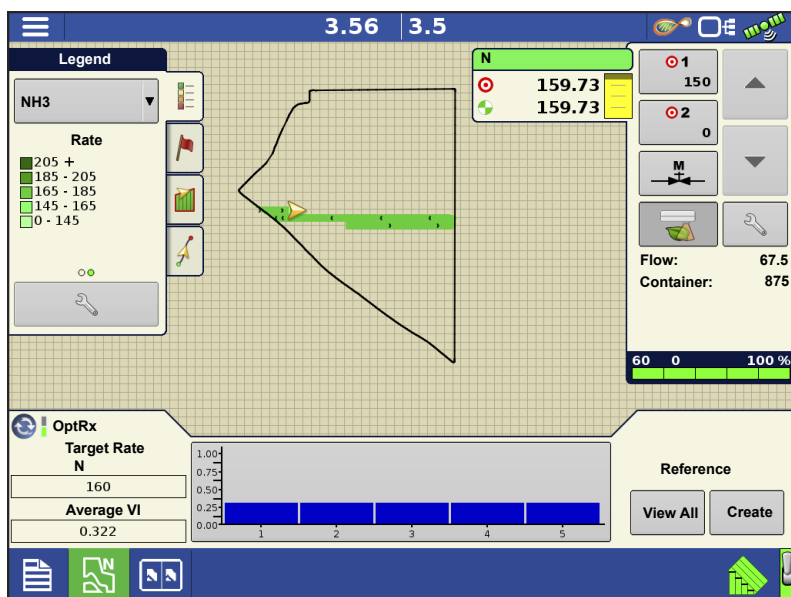 3.56 3.5
Legend
NH3
Rate
205 +
185 - 205
165 - 185
145 - 165
0 - 145
N
159.73
159.73
1
150
2
0
M
Flow: 67.5
Container: 875
60 0 100 %
OptRx
Target Rate
N
160
Average VI
0.322
1.00
0.75
0.50
0.25
0.00
1 2 3 4 5
Reference
View All Create
N